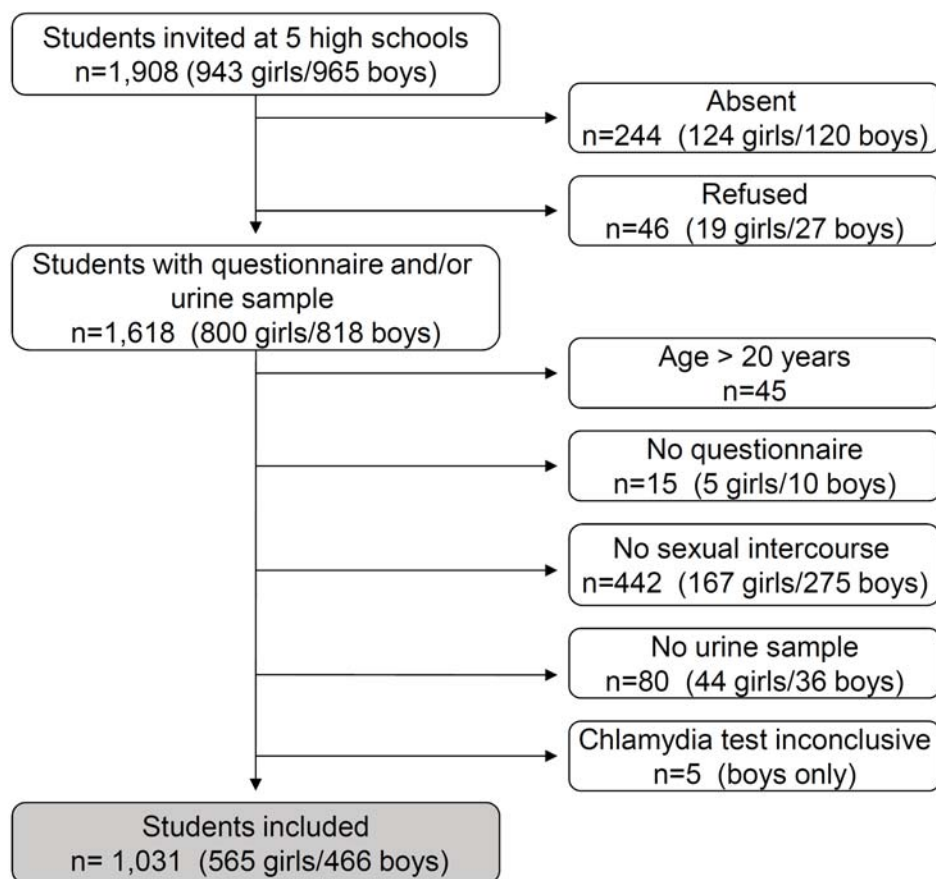 Students invited at 5 high schools
n=1,908 (943 girls/965 boys)
Absent
n=244 (124 girls/120 boys)
Refused
n=46 (19 girls/27 boys)
Students with questionnaire and/or
urine sample
n=1,618 (800 girls/818 boys)
Age > 20 years
n=45
No questionnaire
n=15 (5 girls/10 boys)
No sexual intercourse
n=442 (167 girls/275 boys)
No urine sample
n=80 (44 girls/36 boys)
Chlamydia test inconclusive
n=5 (boys only)
Students included
n= 1,031 (565 girls/466 boys)